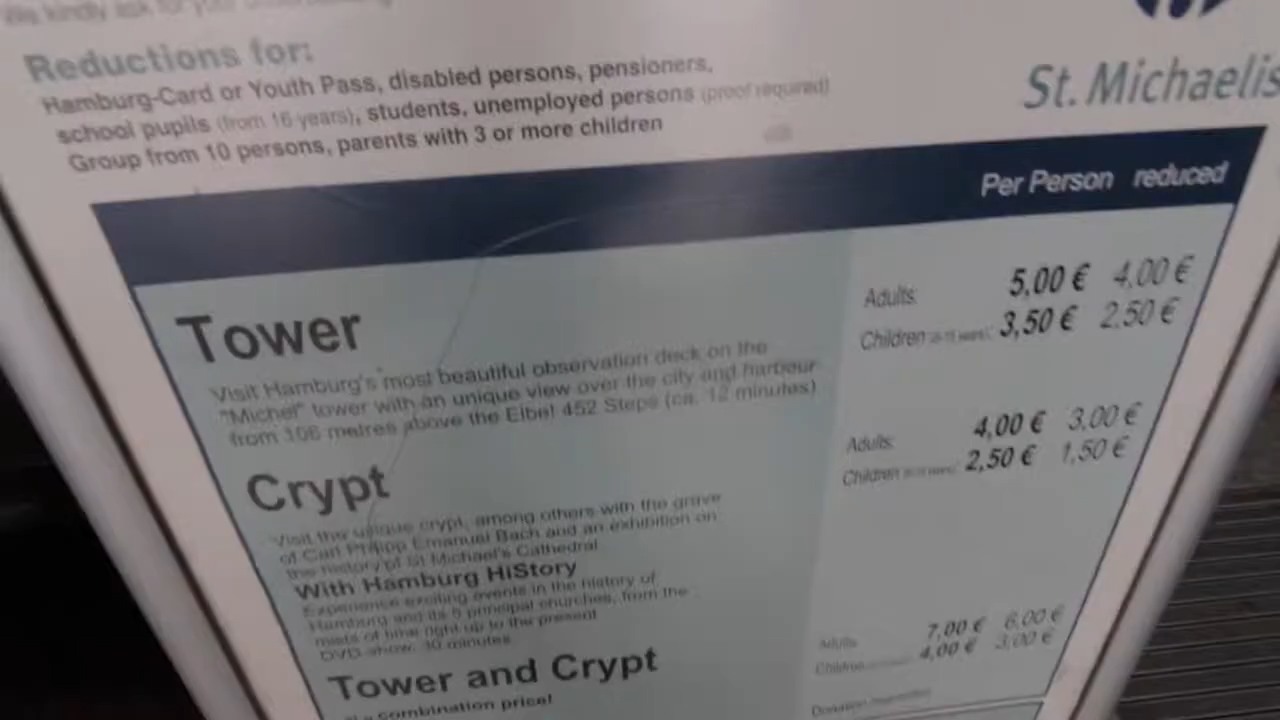 We kindly ask for your
Reductions for:
Hamburg-Card or Youth Pass, disabled persons, pensioners,
school pupils (from 16 years), students, unemployed persons (proof required)
Group from 10 persons, parents with 3 or more children
St. Michaelis
Per Person reduced
Tower
Adults: 5,00 € 4,00 €
Children 3,50 € 2,50 €
Visit Hamburg's most beautiful observation deck on the
"Michel" tower with an unique view over the city and harbour
from 106 metres above the Elbe! 452 Steps (ca. 12 minutes)
Crypt
Adults: 4,00 € 3,00 €
Children 2,50 € 1,50 €
Visit the unique crypt, among others with the grave
of Carl Philipp Emanuel Bach and an exhibition on
the history of St Michael's Cathedral
With Hamburg HiStory
Experience exciting events in the history of
Hamburg and its 5 principal churches, from the
mists of time right up to the present
DVD-show, 30 minutes
Tower and Crypt
Adults 7,00 € 6,00 €
Children 4,00 € 3,00 €
combination price!